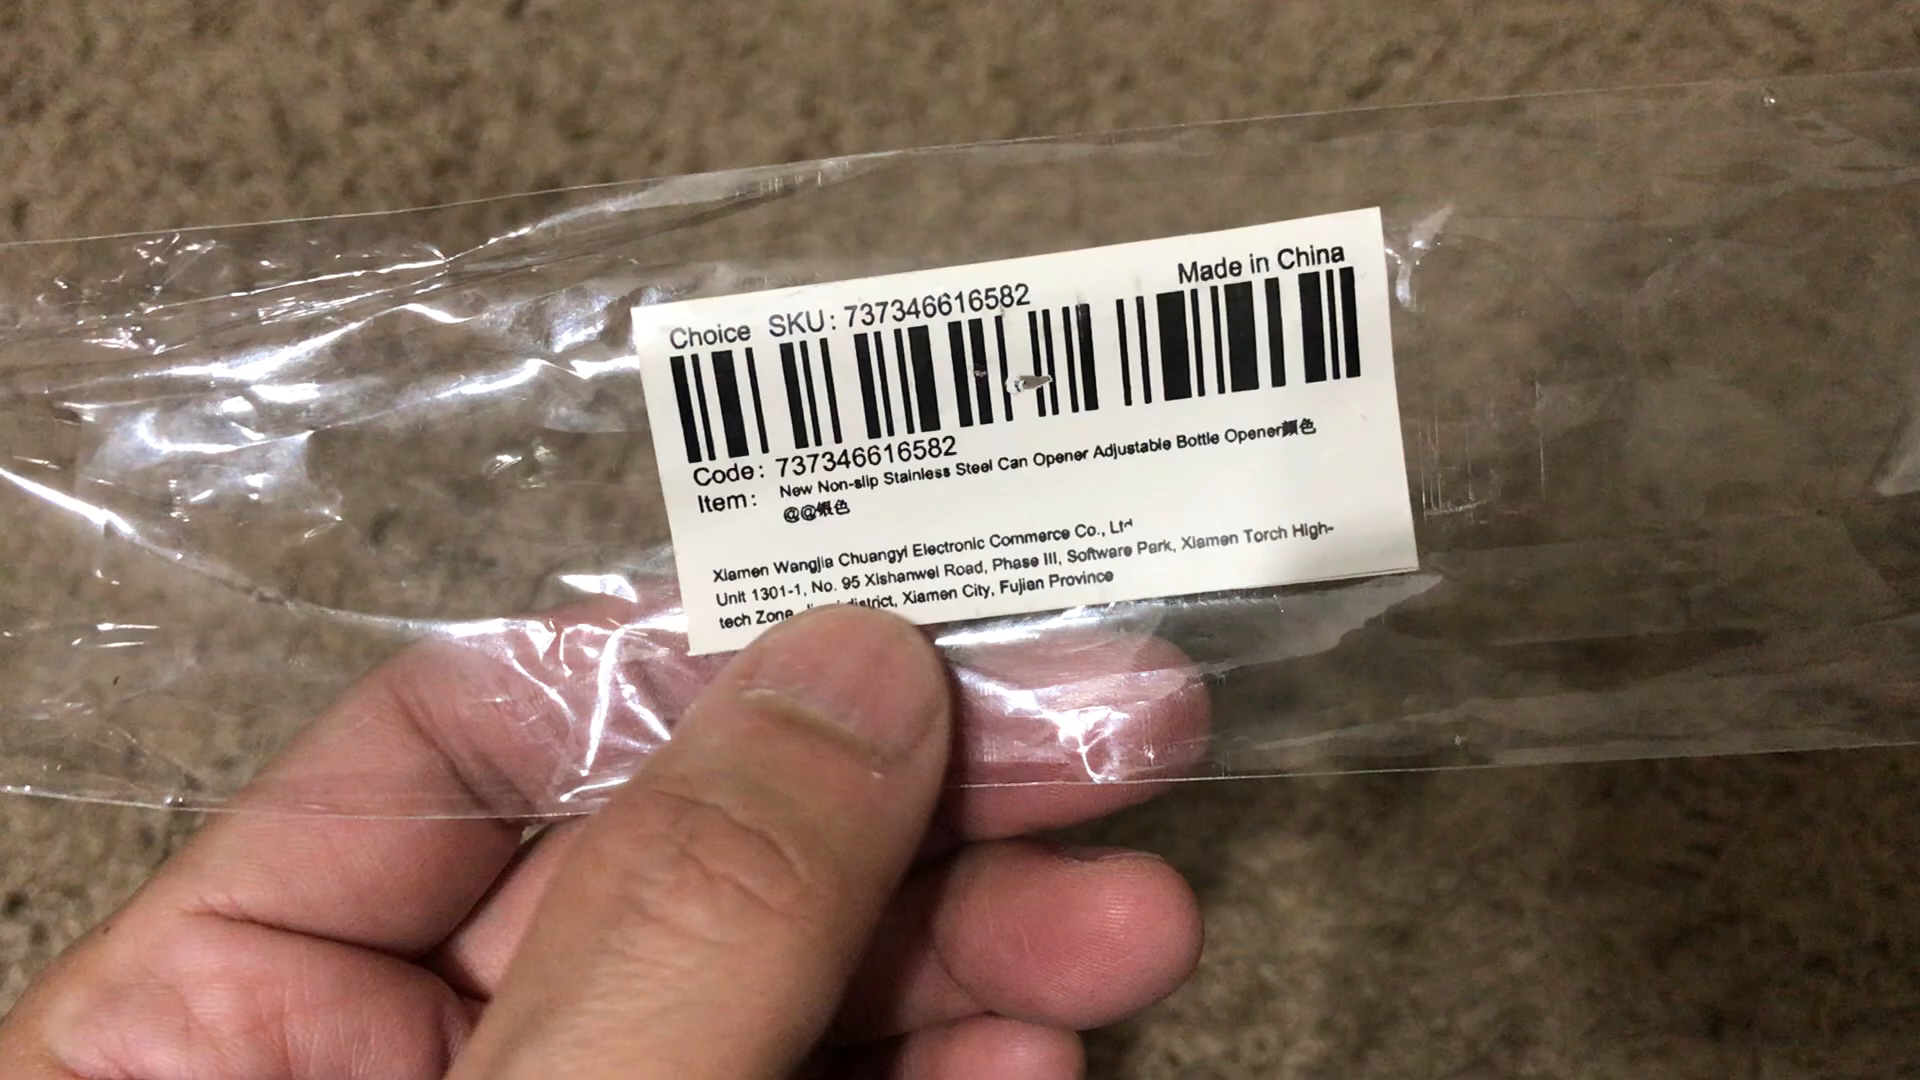 Choice SKU: 737346616582
Made in China
Code: 737346616582
Item: New Non-slip Stainless Steel Can Opener Adjustable Bottle Opener顏色
@@銀色
Xiamen Wangjia Chuangyi Electronic Commerce Co., Ltd
Unit 1301-1, No. 95 Xishanwei Road, Phase III, Software Park, Xiamen Torch High-
tech Zone, district, Xiamen City, Fujian Province